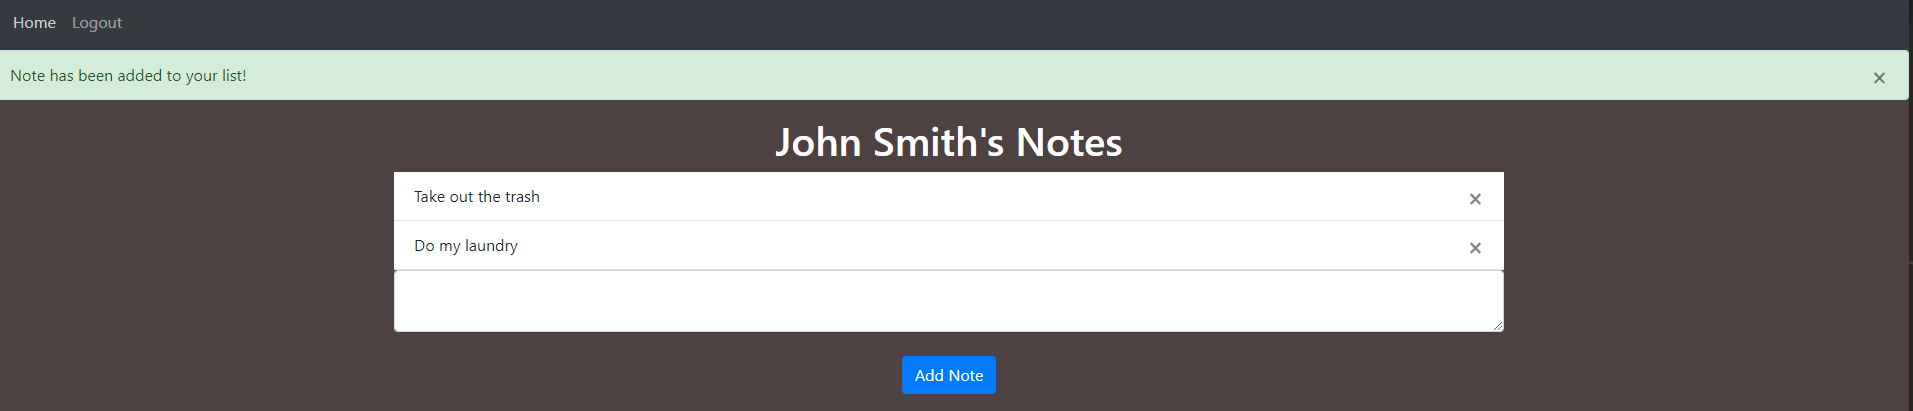 Home Logout
Note has been added to your list! ×
John Smith's Notes
Take out the trash ×
Do my laundry ×
Add Note